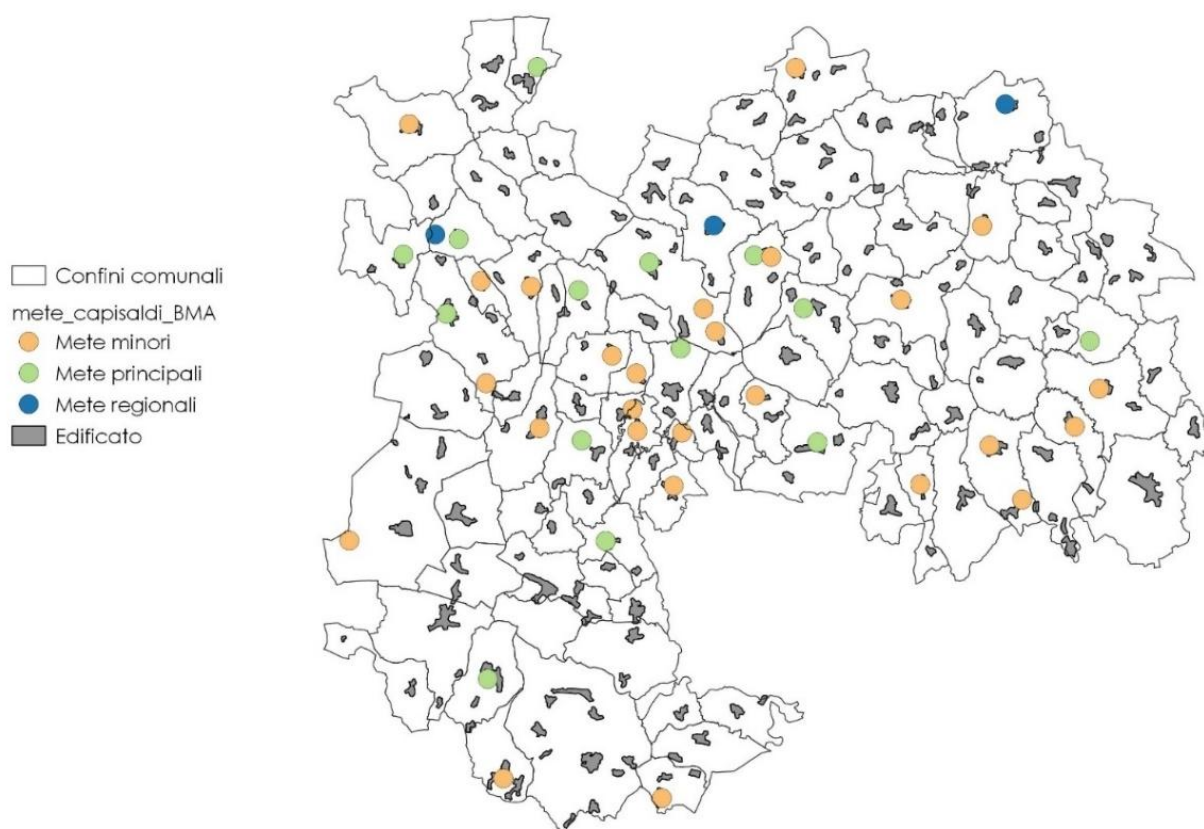 Confini comunali
mete_capisaldi_BMA
Mete minori
Mete principali
Mete regionali
Edificato